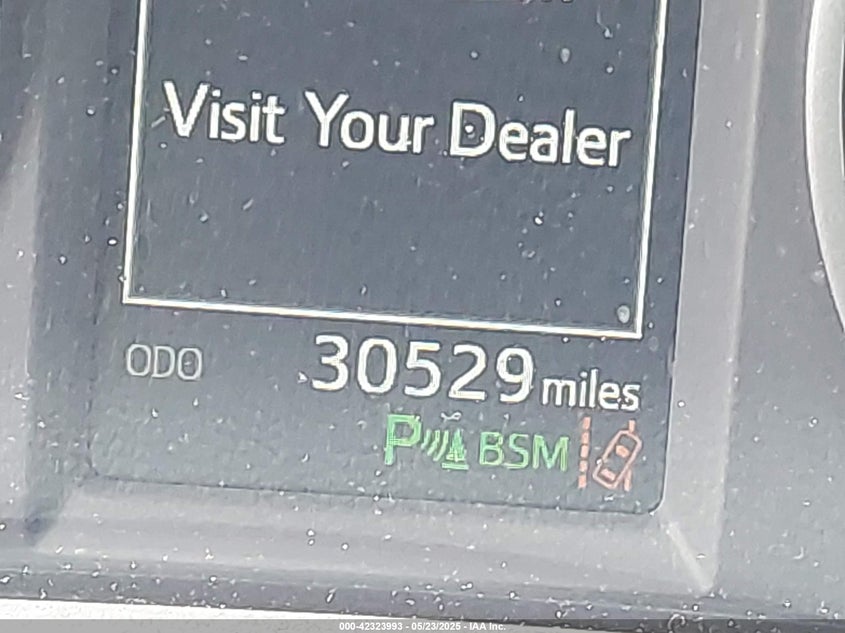 Visit Your Dealer
ODO 30529 miles
P BSM
000-42323993 - 05/23/2025 - IAA Inc.